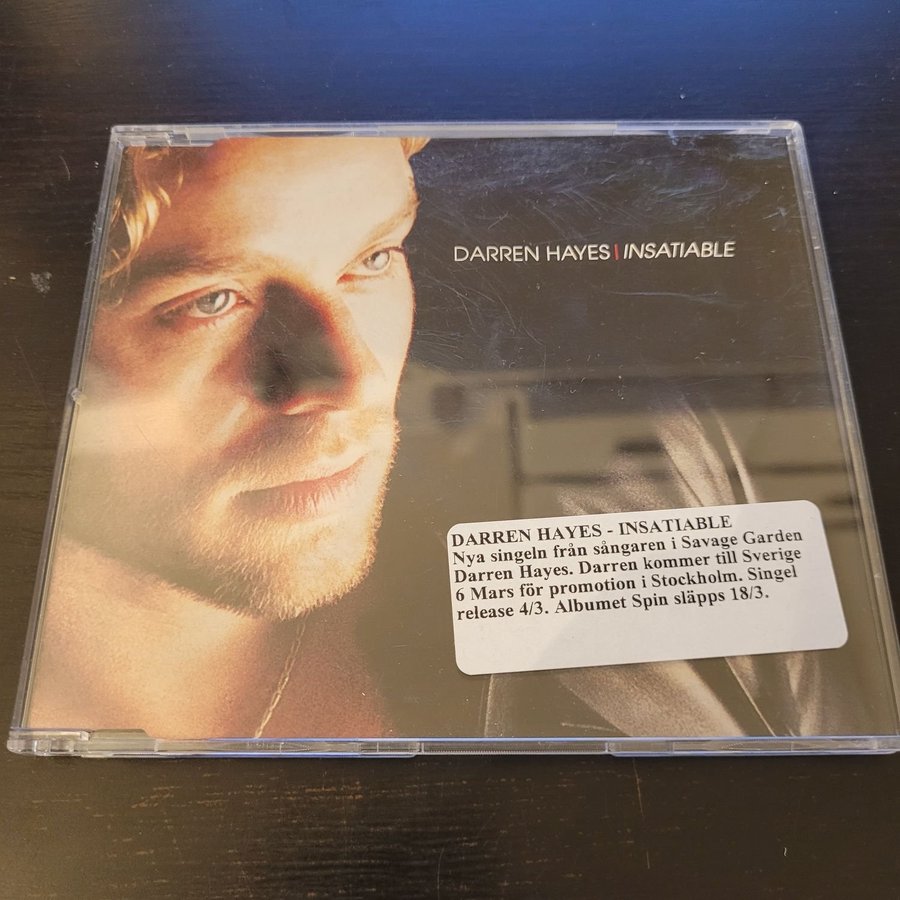 DARREN HAYES | INSATIABLE
DARREN HAYES - INSATIABLE
Nya singeln från sångaren i Savage Garden
Darren Hayes. Darren kommer till Sverige
6 Mars för promotion i Stockholm. Singel
release 4/3. Albumet Spin släpps 18/3.